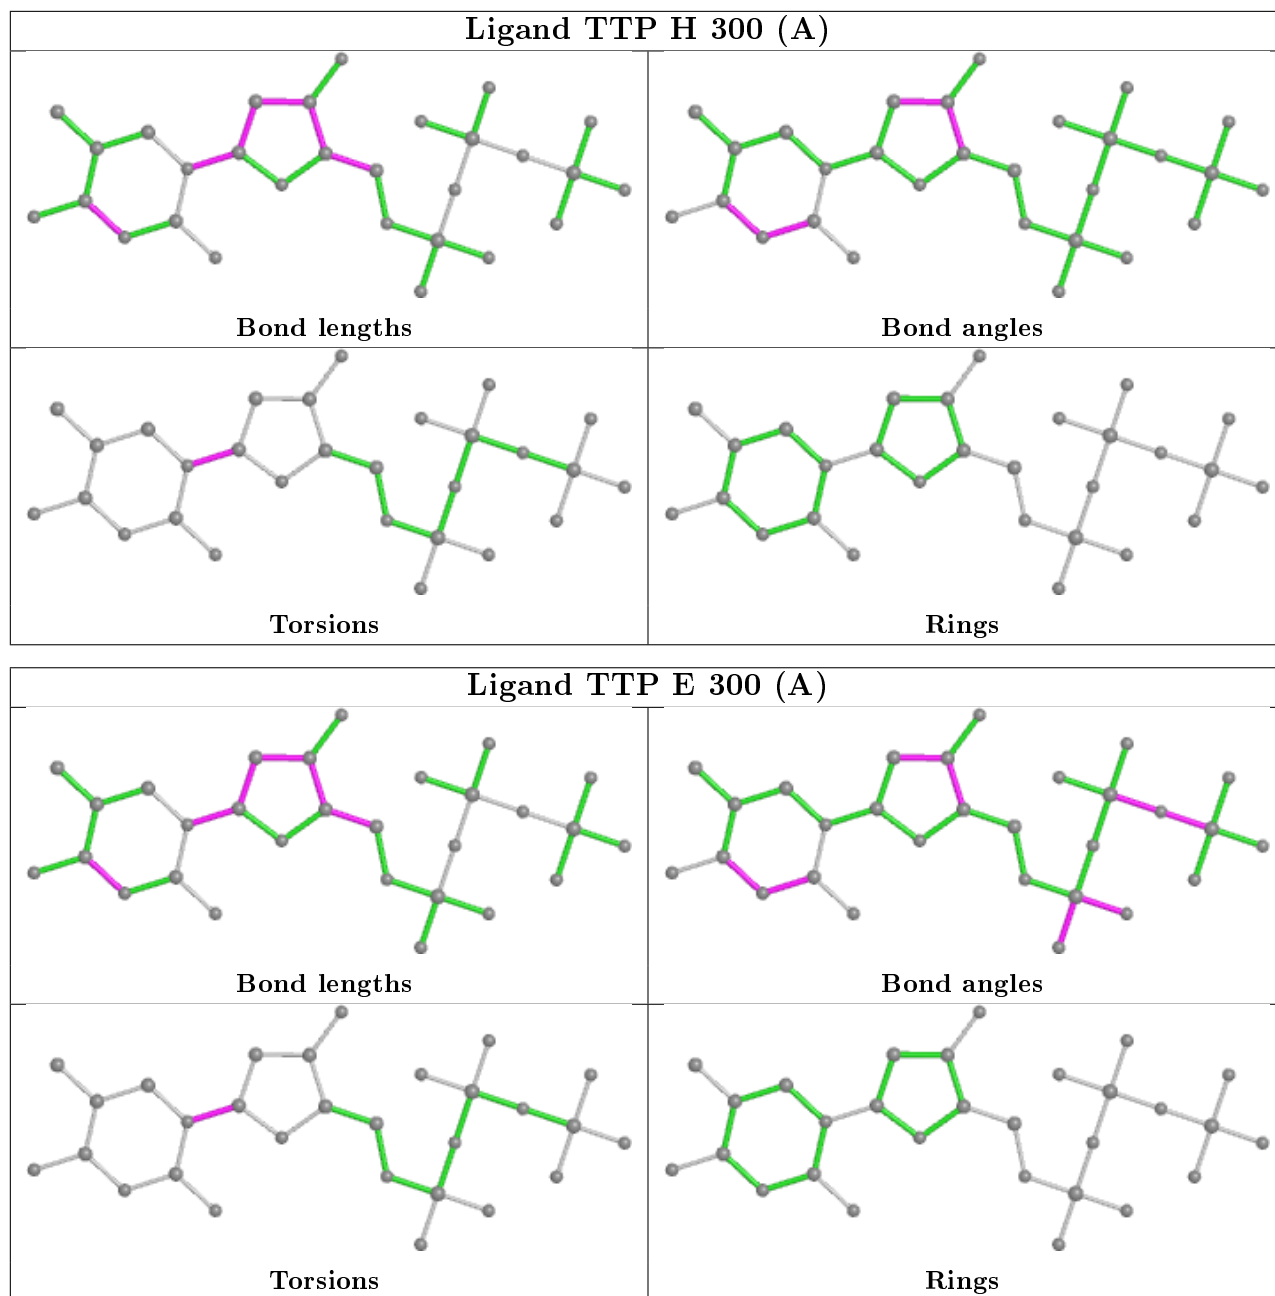 Ligand TTP H 300 (A)
Bond lengths
Bond angles
Torsions
Rings
Ligand TTP E 300 (A)
Bond lengths
Bond angles
Torsions
Rings